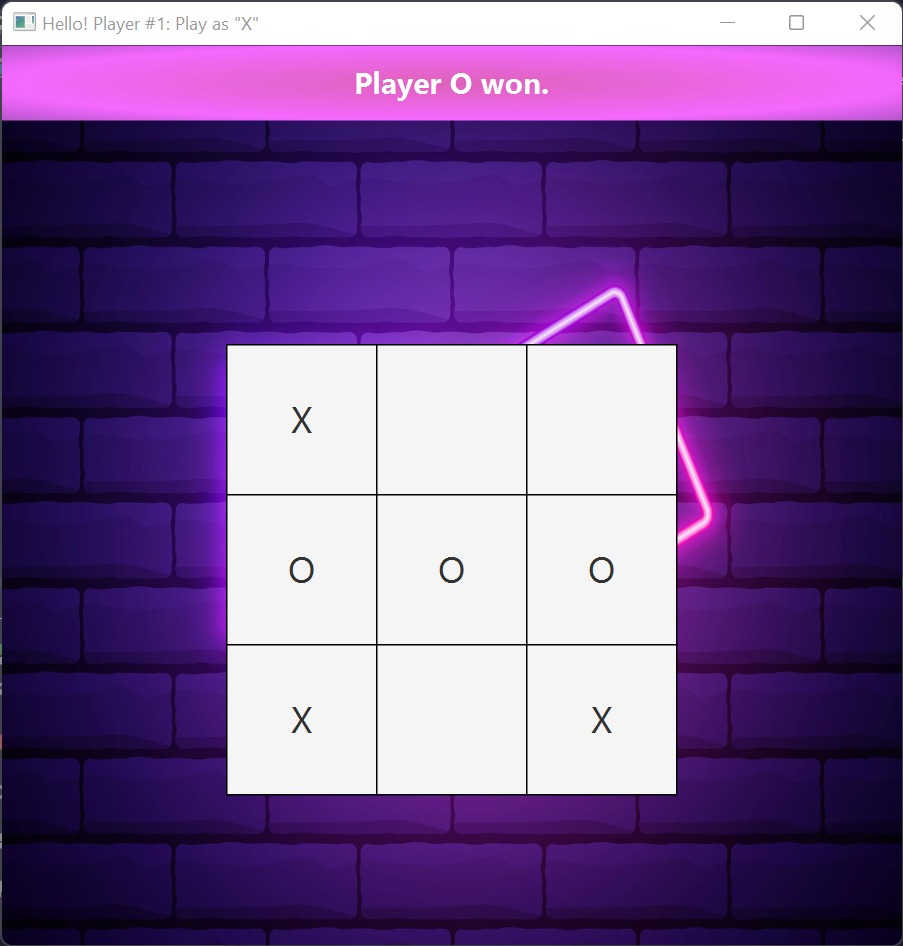 Hello! Player #1: Play as "X"
Player O won.
X
O O O
X X